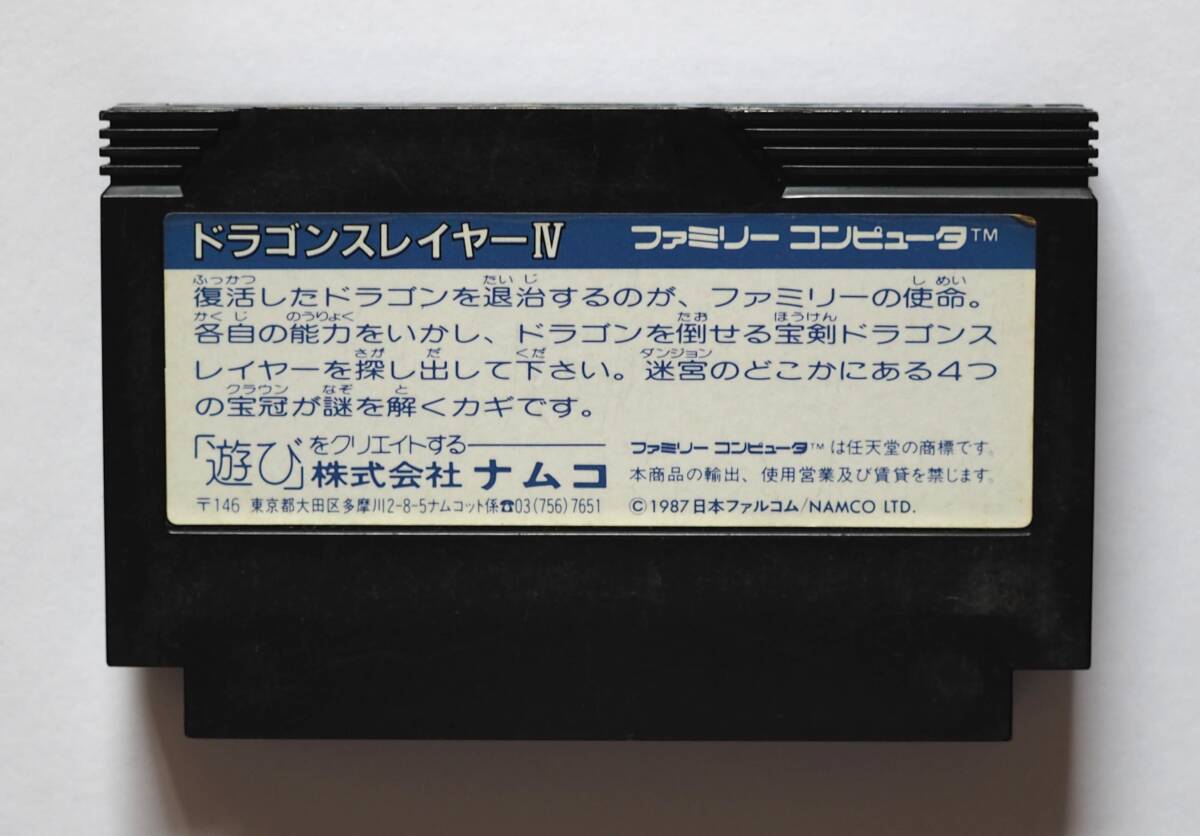 ドラゴンスレイヤーⅣ ファミリー コンピュータ™
ふっかつ たいじ しめい
復活したドラゴンを退治するのが、ファミリーの使命。
かくじ のうりょく たお ほうけん
各自の能力をいかし、ドラゴンを倒せる宝剣ドラゴンス
さが だ くだ ダンジョン
レイヤーを探し出して下さい。迷宮のどこかにある4つ
クラウン なぞ と
の宝冠が謎を解くカギです。
「遊び」をクリエイトする
株式会社 ナムコ
〒146 東京都大田区多摩川2-8-5ナムコット係☎03(756)7651
ファミリー コンピュータ™は任天堂の商標です。
本商品の輸出、使用営業及び賃貸を禁じます。
©1987日本ファルコム/NAMCO LTD.